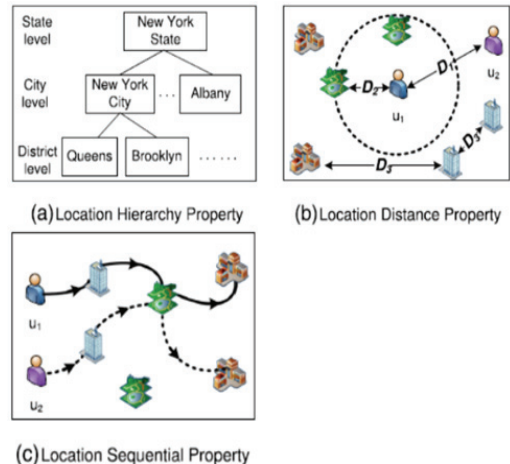 State level
New York State
City level
New York City
. . .
Albany
District level
Queens
Brooklyn
. . . . . .
(a) Location Hierarchy Property
D1
u2
D2
u1
D3
D3
(b) Location Distance Property
u1
u2
(c) Location Sequential Property